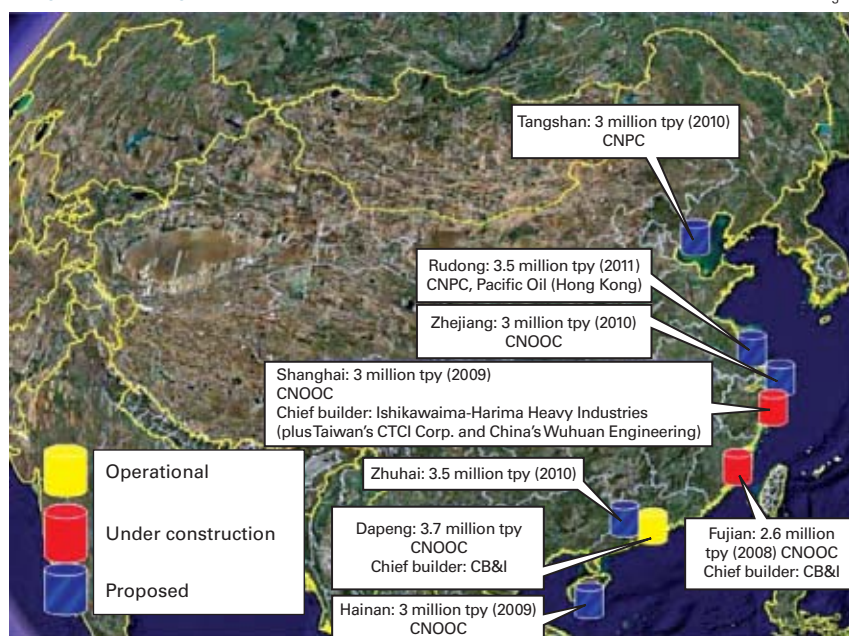 Tangshan: 3 million tpy (2010)
CNPC
Rudong: 3.5 million tpy (2011)
CNPC, Pacific Oil (Hong Kong)
Zhejiang: 3 million tpy (2010)
CNOOC
Shanghai: 3 million tpy (2009)
CNOOC
Chief builder: Ishikawaima-Harima Heavy Industries
(plus Taiwan's CTCI Corp. and China's Wuhuan Engineering)
Zhuhai: 3.5 million tpy (2010)
Dapeng: 3.7 million tpy
CNOOC
Chief builder: CB&I
Fujian: 2.6 million
tpy (2008) CNOOC
Chief builder: CB&I
Hainan: 3 million tpy (2009)
CNOOC
Operational
Under construction
Proposed